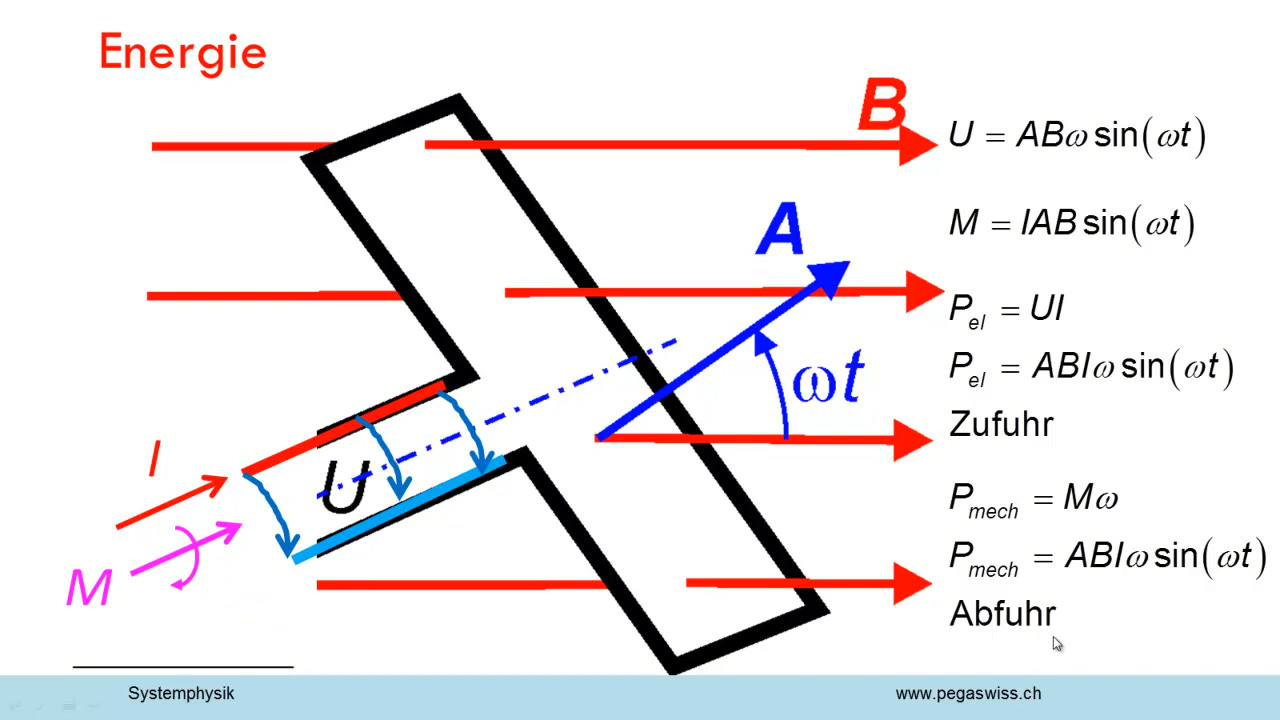 Energie
B
U = ABω sin(ωt)
A
M = IAB sin(ωt)
P_el = UI
ωt
P_el = ABIω sin(ωt)
Zufuhr
I
U
P_mech = Mω
M
P_mech = ABIω sin(ωt)
Abfuhr
Systemphysik
www.pegaswiss.ch